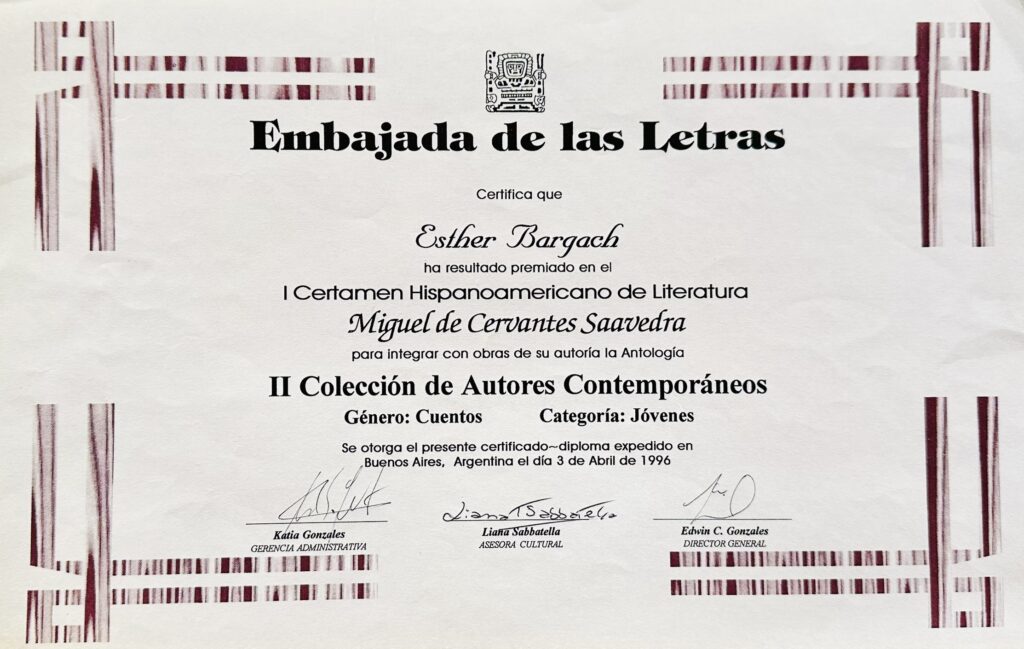 Embajada de las Letras
Certifica que
Esther Bargach
ha resultado premiado en el
I Certamen Hispanoamericano de Literatura
Miguel de Cervantes Saavedra
para integrar con obras de su autoría la Antología
II Colección de Autores Contemporáneos
Género: Cuentos Categoría: Jóvenes
Se otorga el presente certificado~diploma expedido en
Buenos Aires, Argentina el día 3 de Abril de 1996
Liana T Sabbatella
Katia Gonzales Liana Sabbatella Edwin C. Gonzales
GERENCIA ADMINISTRATIVA ASESORA CULTURAL DIRECTOR GENERAL